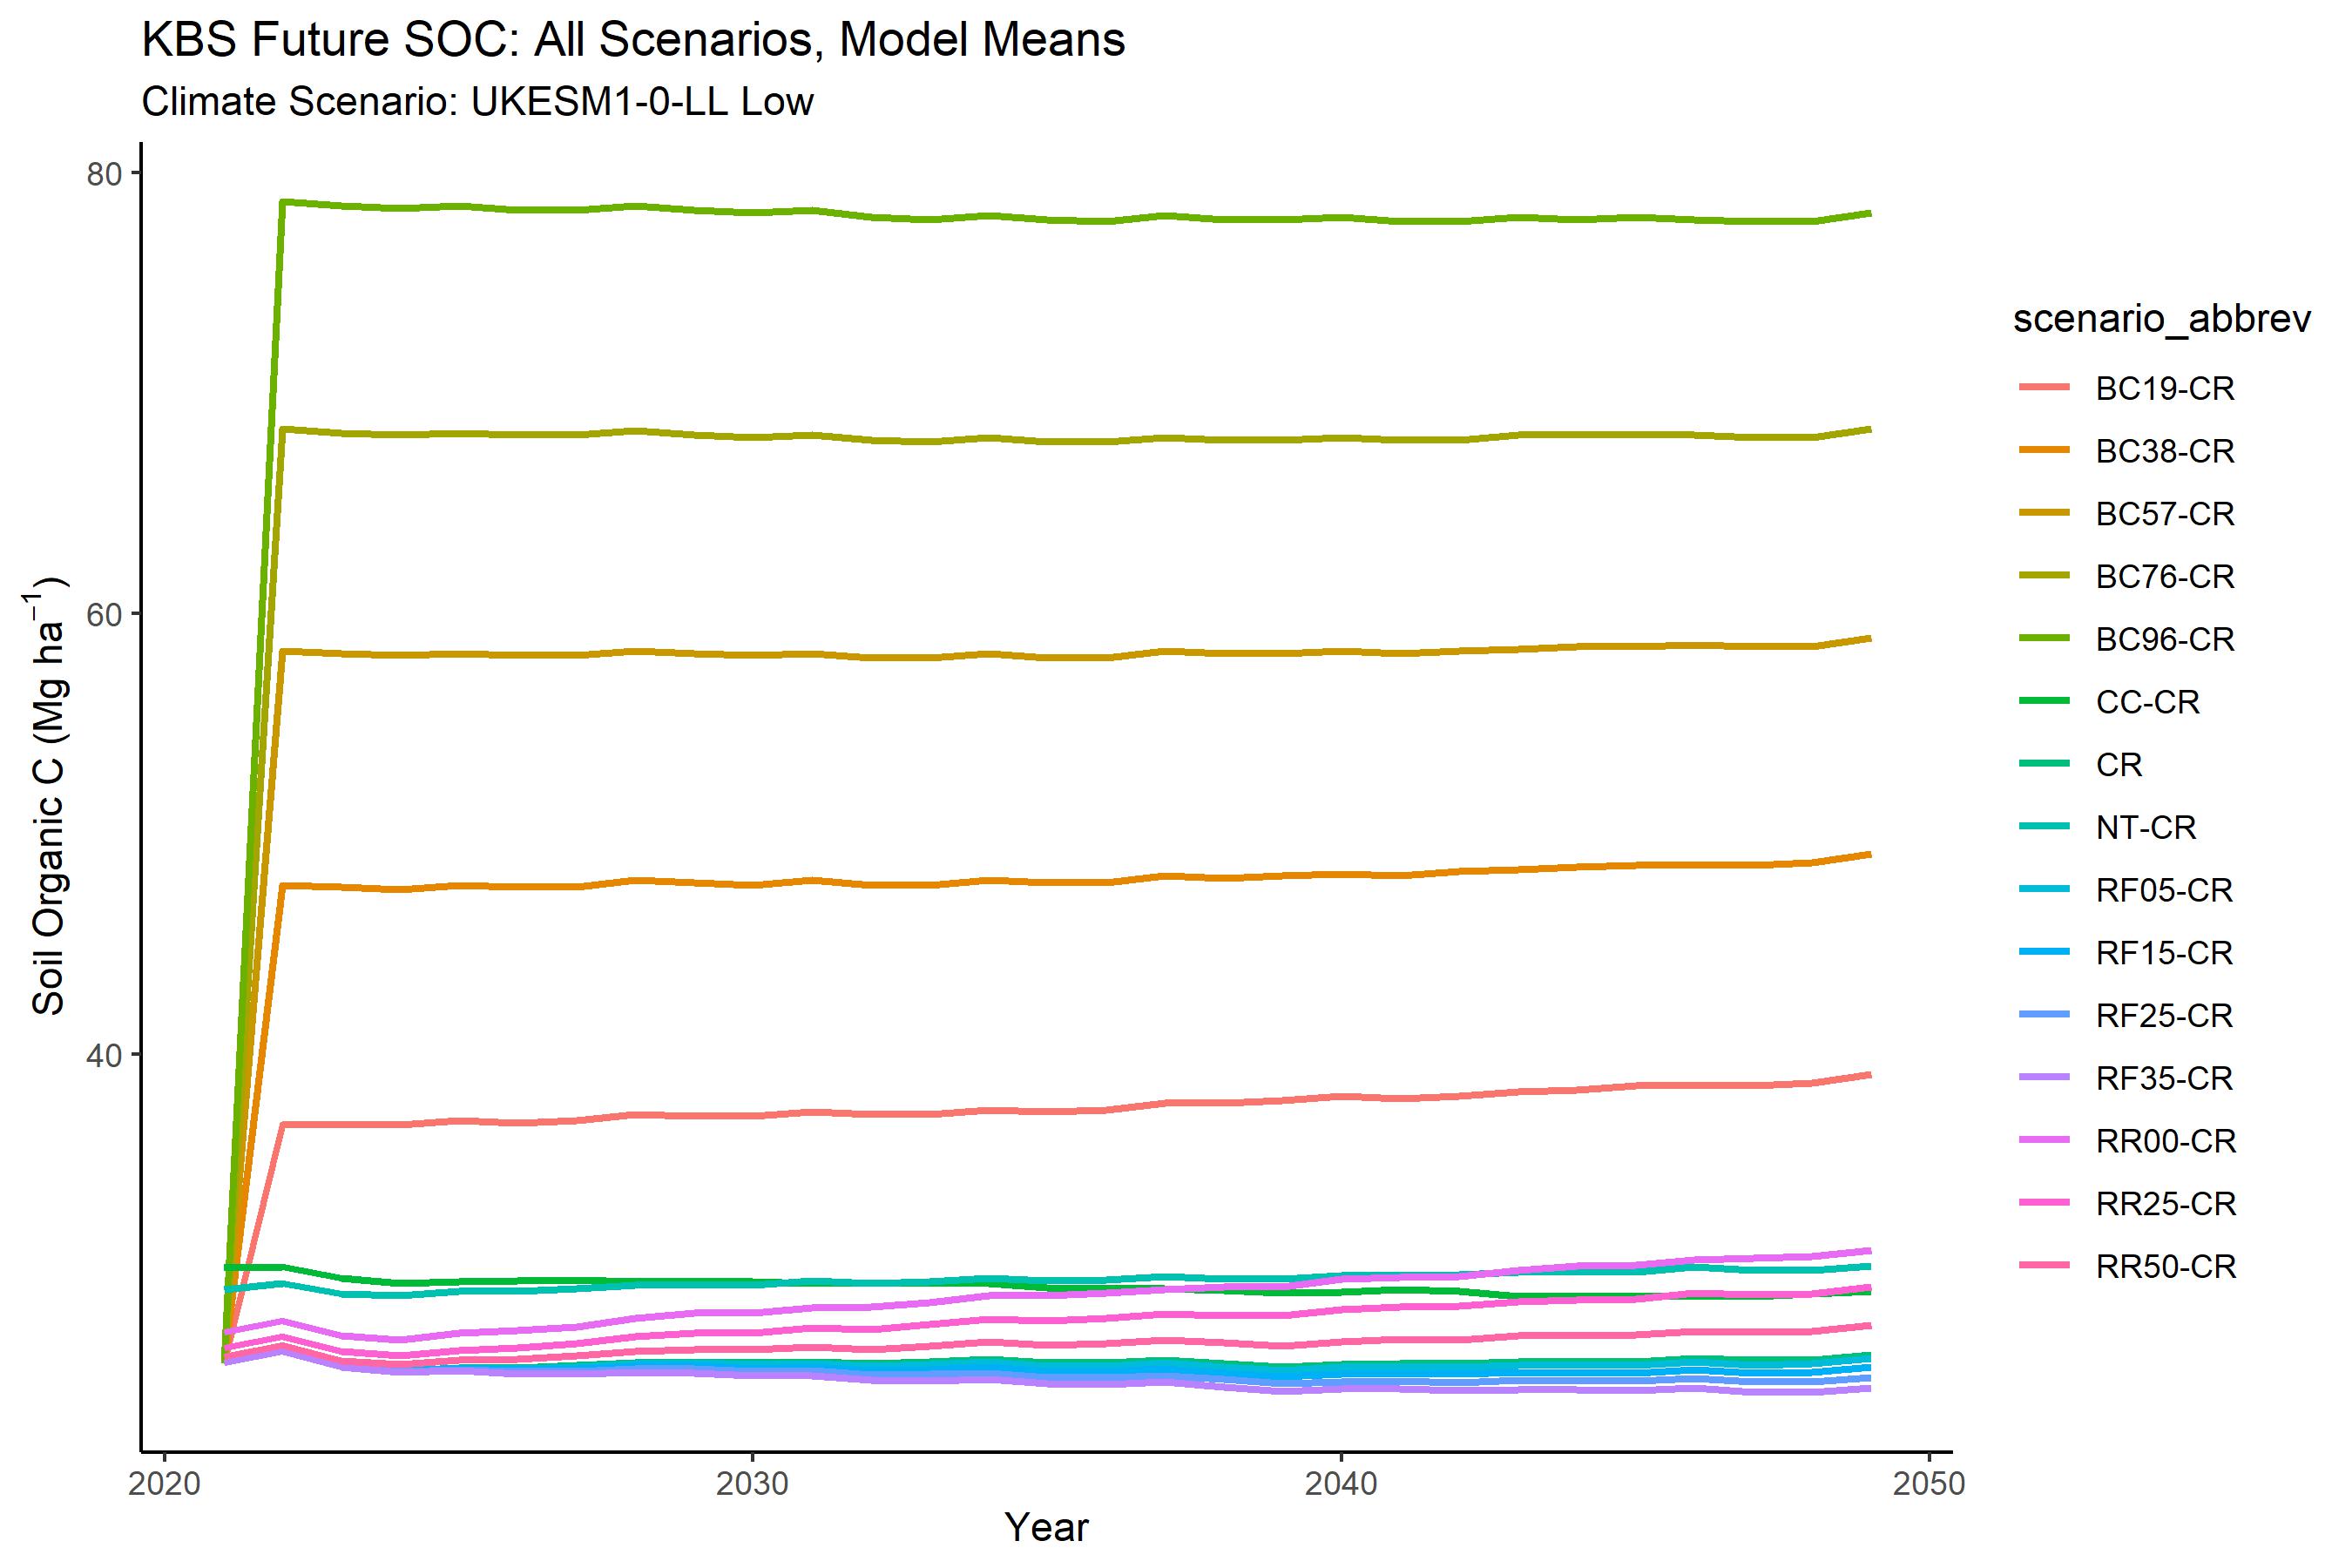 KBS Future SOC: All Scenarios, Model Means
Climate Scenario: UKESM1-0-LL Low
Soil Organic C (Mg ha⁻¹)
80
60
40
2020
2030
2040
2050
Year
scenario_abbrev
BC19-CR
BC38-CR
BC57-CR
BC76-CR
BC96-CR
CC-CR
CR
NT-CR
RF05-CR
RF15-CR
RF25-CR
RF35-CR
RR00-CR
RR25-CR
RR50-CR